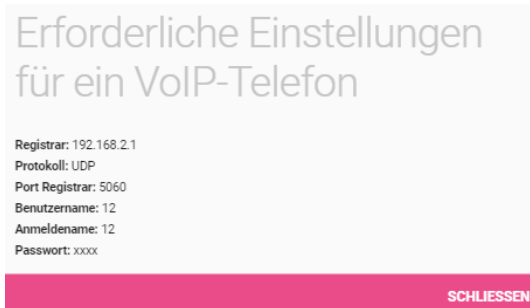 Erforderliche Einstellungen
für ein VoIP-Telefon
Registrar: 192.168.2.1
Protokoll: UDP
Port Registrar: 5060
Benutzername: 12
Anmeldename: 12
Passwort: xxxx
SCHLIESSEN